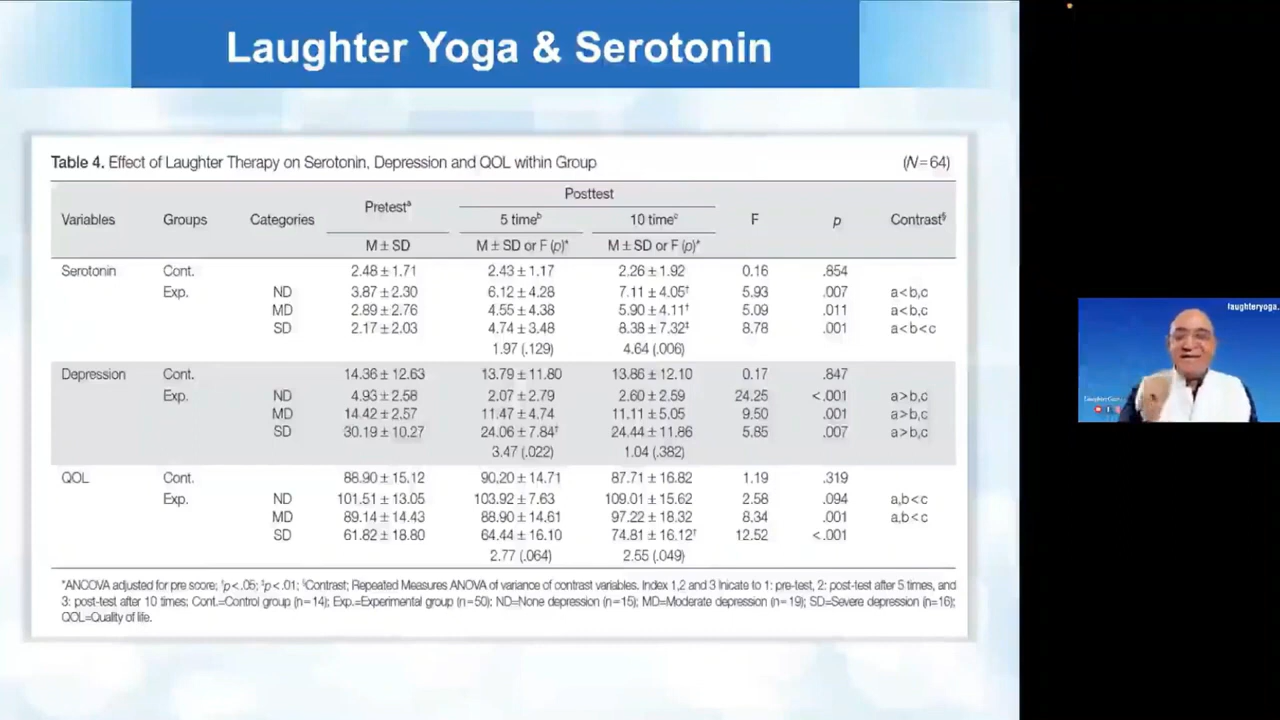 Laughter Yoga & Serotonin
Table 4. Effect of Laughter Therapy on Serotonin, Depression and QOL within Group (N=64)
Posttest
Variables Groups Categories Pretestᵃ 5 timeᵇ 10 timeᶜ F p Contrast§
M ± SD M ± SD or F (p)* M ± SD or F (p)*
Serotonin Cont. 2.48 ± 1.71 2.43 ± 1.17 2.26 ± 1.92 0.16 .854
Exp. ND 3.87 ± 2.30 6.12 ± 4.28 7.11 ± 4.05† 5.93 .007 a<b,c
MD 2.89 ± 2.76 4.55 ± 4.38 5.90 ± 4.11† 5.09 .011 a<b,c
SD 2.17 ± 2.03 4.74 ± 3.48 8.38 ± 7.32‡ 8.78 .001 a<b<c
1.97 (.129) 4.64 (.006)
Depression Cont. 14.36 ± 12.63 13.79 ± 11.80 13.86 ± 12.10 0.17 .847
Exp. ND 4.93 ± 2.58 2.07 ± 2.79 2.60 ± 2.59 24.25 <.001 a>b,c
MD 14.42 ± 2.57 11.47 ± 4.74 11.11 ± 5.05 9.50 .001 a>b,c
SD 30.19 ± 10.27 24.06 ± 7.84† 24.44 ± 11.86 5.85 .007 a>b,c
3.47 (.022) 1.04 (.382)
QOL Cont. 88.90 ± 15.12 90.20 ± 14.71 87.71 ± 16.82 1.19 .319
Exp. ND 101.51 ± 13.05 103.92 ± 7.63 109.01 ± 15.62 2.58 .094 a,b<c
MD 89.14 ± 14.43 88.90 ± 14.61 97.22 ± 18.32 8.34 .001 a,b<c
SD 61.82 ± 18.80 64.44 ± 16.10 74.81 ± 16.12† 12.52 <.001
2.77 (.064) 2.55 (.049)
*ANCOVA adjusted for pre score; †p<.05; ‡p<.01; §Contrast; Repeated Measures ANOVA of variance of contrast variables. Index 1,2 and 3 Inicate to 1: pre-test, 2: post-test after 5 times, and
3: post-test after 10 times; Cont.=Control group (n=14); Exp.=Experimental group (n=50); ND=None depression (n=15); MD=Moderate depression (n=19); SD=Severe depression (n=16);
QOL=Quality of life.
laughteryoga.